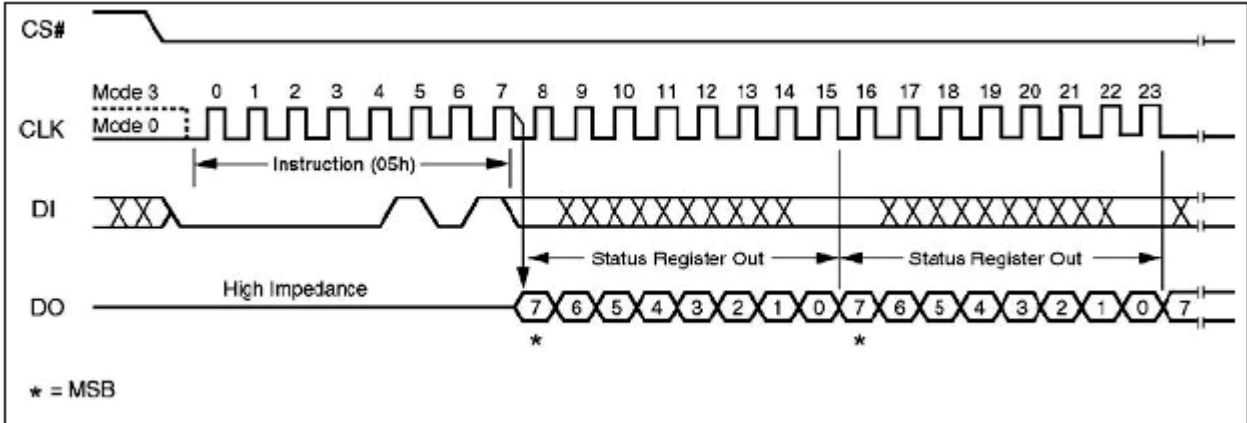 CS#
Mode 3 0 1 2 3 4 5 6 7 8 9 10 11 12 13 14 15 16 17 18 19 20 21 22 23
CLK Mode 0
Instruction (05h)
DI
Status Register Out Status Register Out
High Impedance
DO 7 6 5 4 3 2 1 0 7 6 5 4 3 2 1 0 7
* *
* = MSB